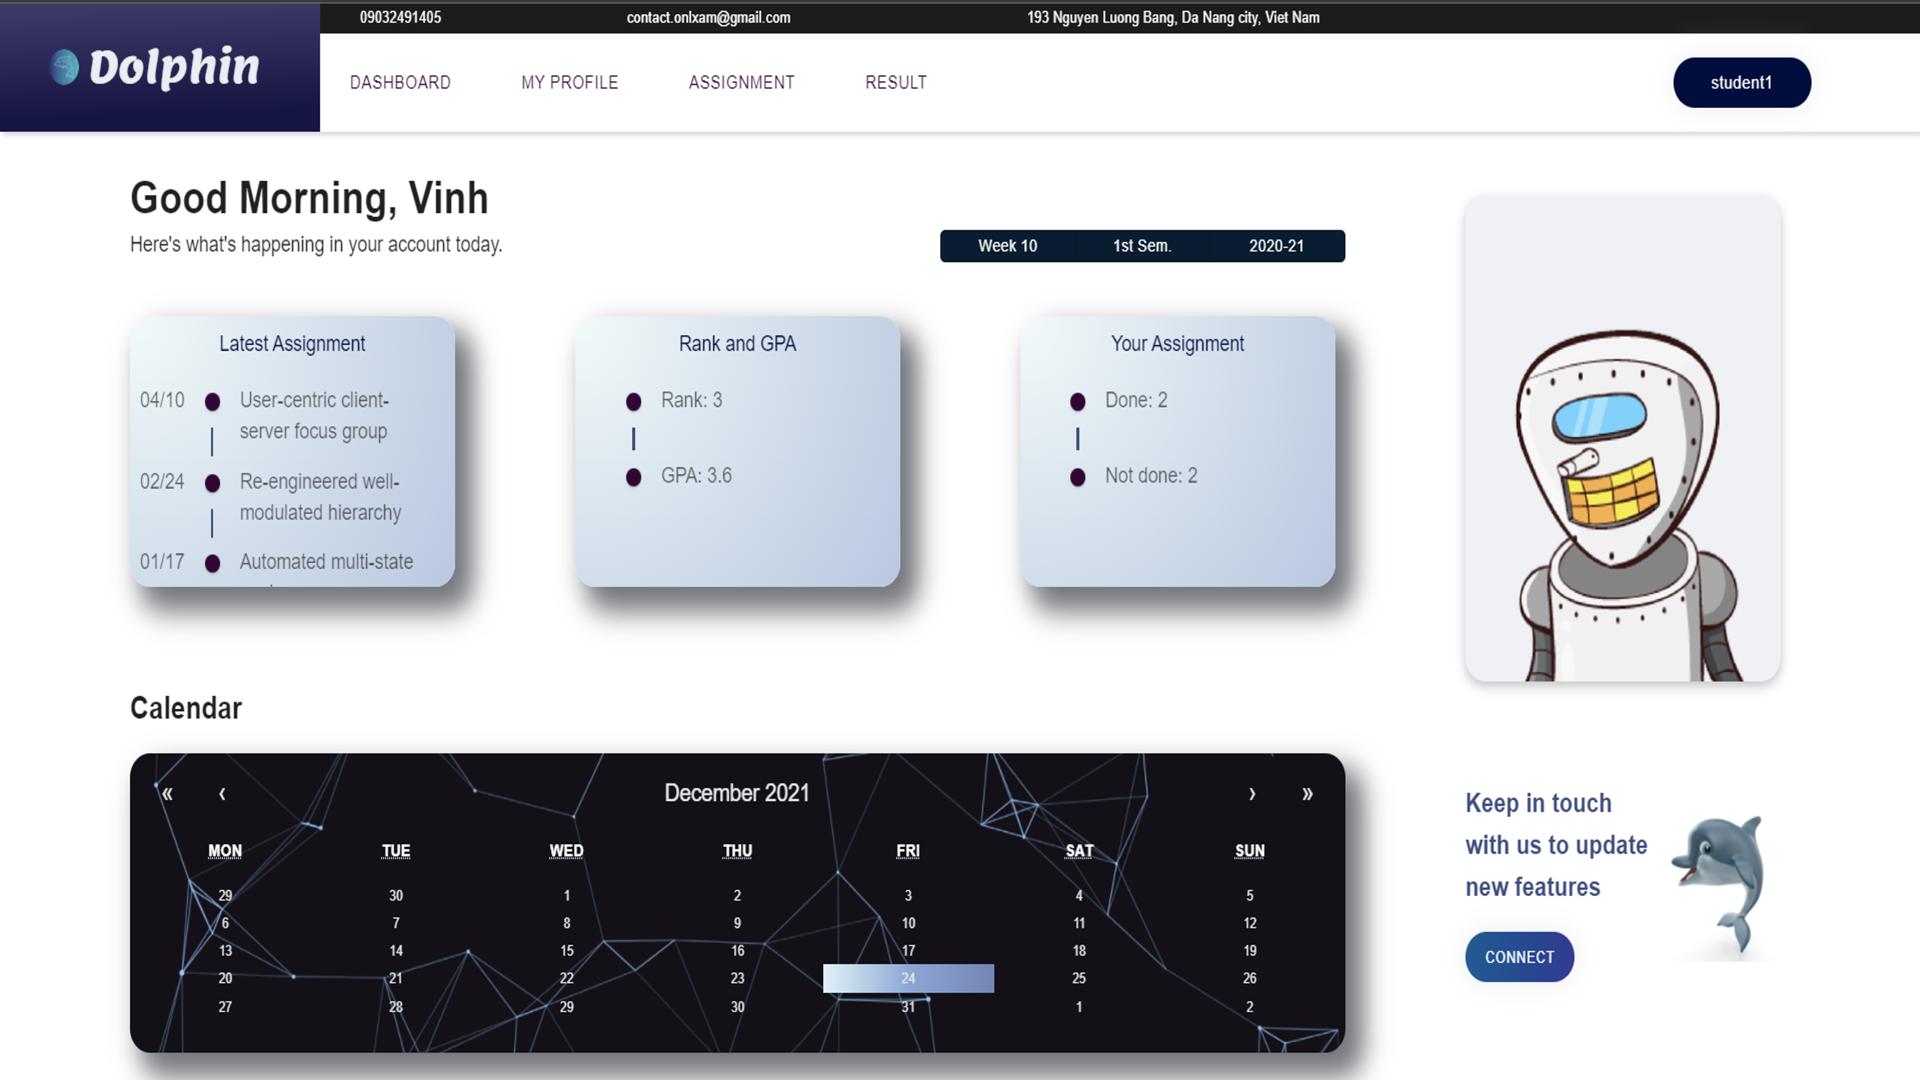 09032491405
contact.onlxam@gmail.com
193 Nguyen Luong Bang, Da Nang city, Viet Nam
Dolphin
DASHBOARD
MY PROFILE
ASSIGNMENT
RESULT
student1
Good Morning, Vinh
Here's what's happening in your account today.
Week 10 1st Sem. 2020-21
Latest Assignment
04/10 User-centric client-
server focus group
02/24 Re-engineered well-
modulated hierarchy
01/17 Automated multi-state
Rank and GPA
Rank: 3
GPA: 3.6
Your Assignment
Done: 2
Not done: 2
Calendar
« ‹ December 2021 › »
MON TUE WED THU FRI SAT SUN
29 30 1 2 3 4 5
6 7 8 9 10 11 12
13 14 15 16 17 18 19
20 21 22 23 24 25 26
27 28 29 30 31 1 2
Keep in touch
with us to update
new features
CONNECT